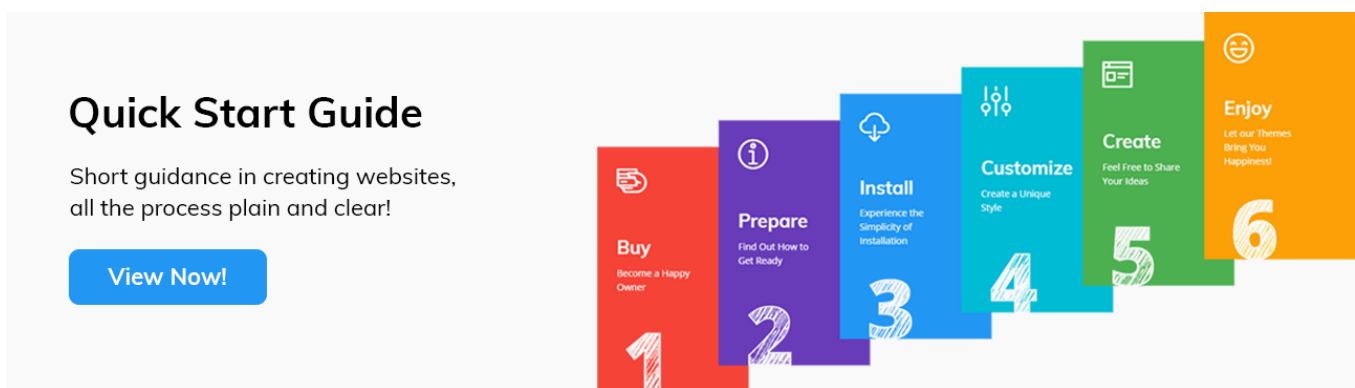 Quick Start Guide
Short guidance in creating websites,
all the process plain and clear!
View Now!
Buy
Become a Happy
Owner
1
Prepare
Find Out How to
Get Ready
2
Install
Experience the
Simplicity of
Installation
3
Customize
Create a Unique
Style
4
Create
Feel Free to Share
Your Ideas
5
Enjoy
Let our Themes
Bring You
Happiness!
6